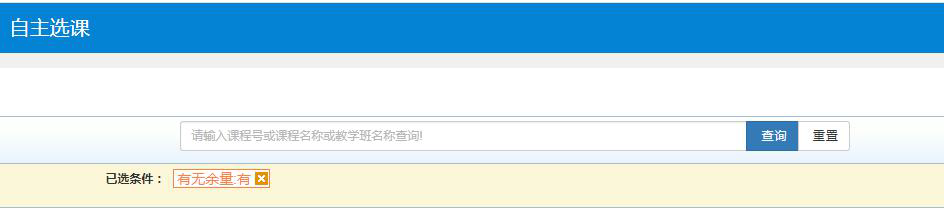 自主选课
请输入课程号或课程名称或教学班名称查询!
查询
重置
已选条件：
有无余量:有